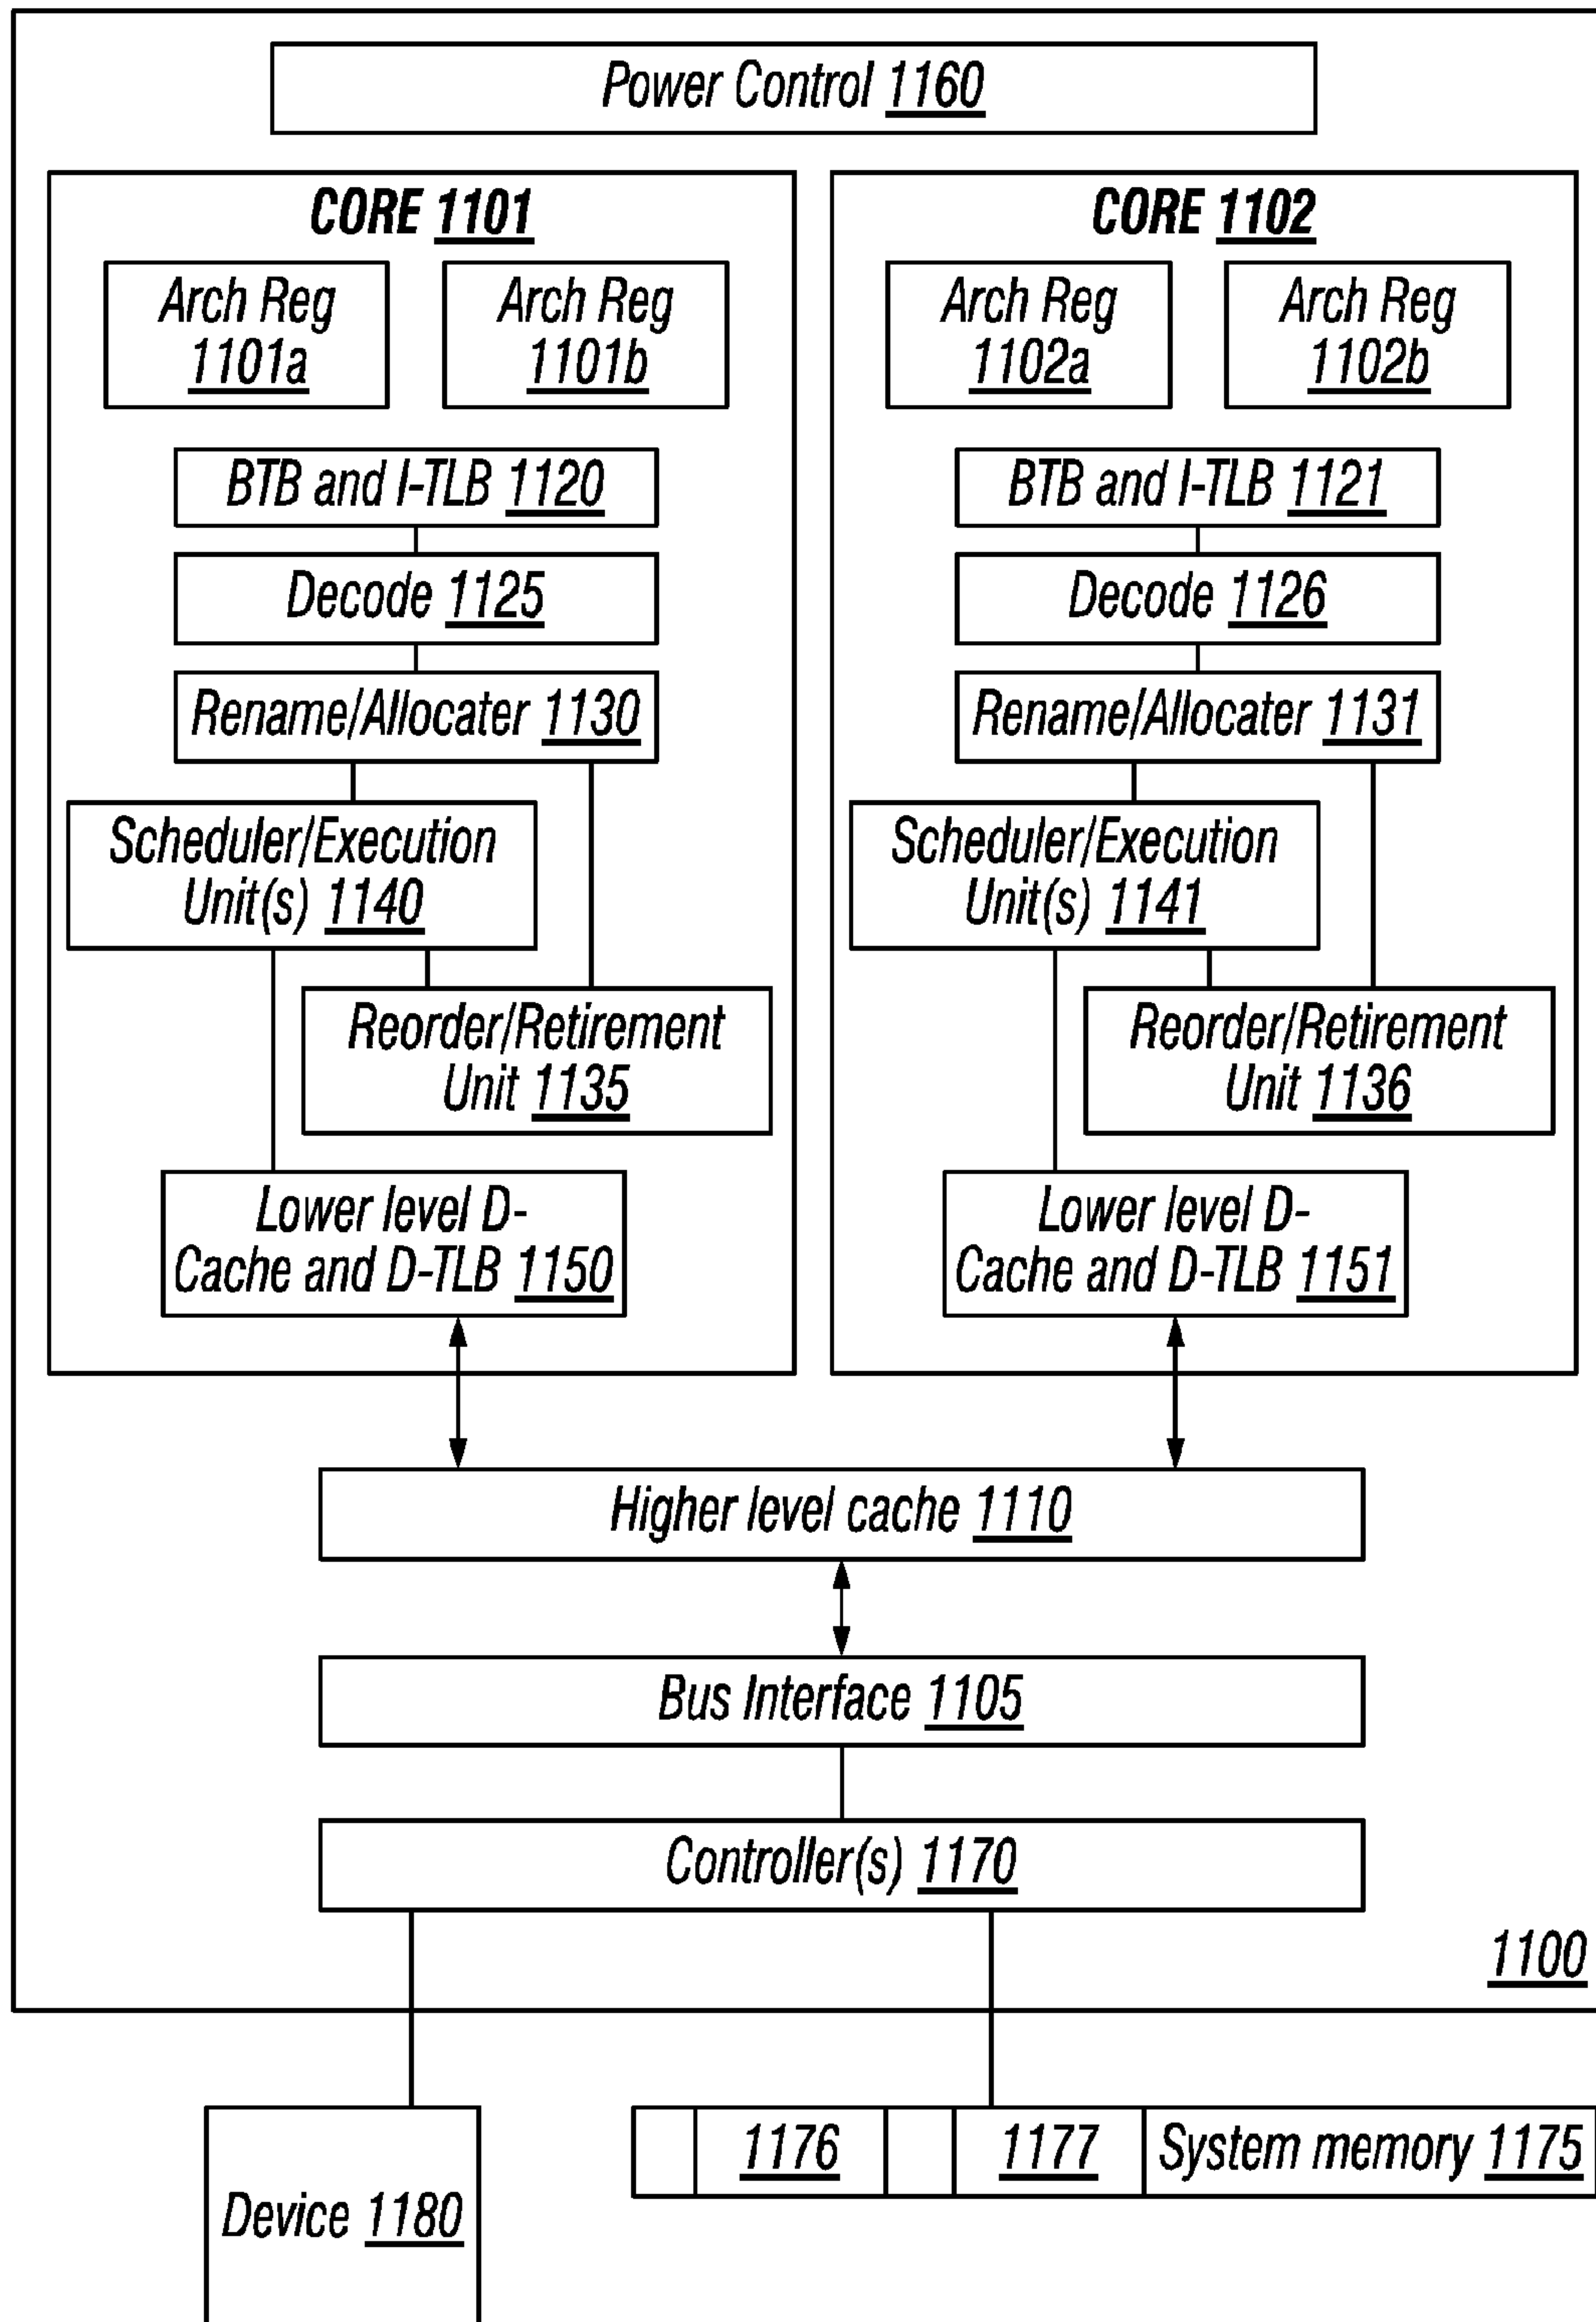 Power Control 1160
CORE 1101
Arch Reg
1101a
Arch Reg
1101b
BTB and I-TLB 1120
Decode 1125
Rename/Allocater 1130
Scheduler/Execution
Unit(s) 1140
Reorder/Retirement
Unit 1135
Lower level D-
Cache and D-TLB 1150
CORE 1102
Arch Reg
1102a
Arch Reg
1102b
BTB and I-TLB 1121
Decode 1126
Rename/Allocater 1131
Scheduler/Execution
Unit(s) 1141
Reorder/Retirement
Unit 1136
Lower level D-
Cache and D-TLB 1151
Higher level cache 1110
Bus Interface 1105
Controller(s) 1170
1100
Device 1180
1176
1177
System memory 1175